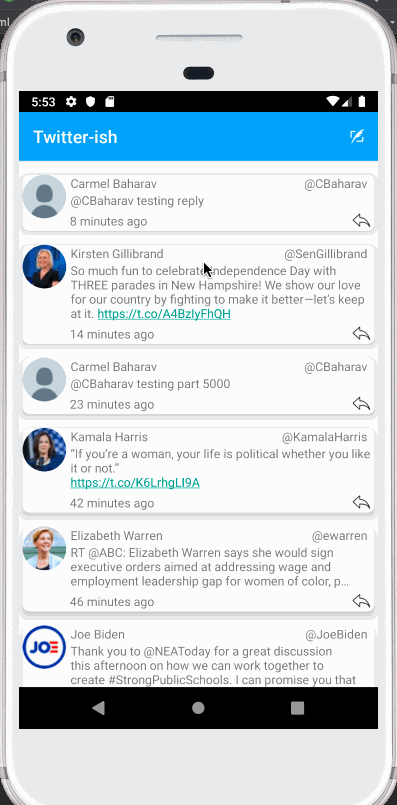 ml
5:53
Twitter-ish
Carmel Baharav @CBaharav
@CBaharav testing reply
8 minutes ago
Kirsten Gillibrand @SenGillibrand
So much fun to celebrate Independence Day with
THREE parades in New Hampshire! We show our love
for our country by fighting to make it better—let's keep
at it. https://t.co/A4BzIyFhQH
14 minutes ago
Carmel Baharav @CBaharav
@CBaharav testing part 5000
23 minutes ago
Kamala Harris @KamalaHarris
“If you're a woman, your life is political whether you like
it or not.”
https://t.co/K6LrhgLI9A
42 minutes ago
Elizabeth Warren @ewarren
RT @ABC: Elizabeth Warren says she would sign
executive orders aimed at addressing wage and
employment leadership gap for women of color, p…
46 minutes ago
Joe Biden @JoeBiden
JOE
Thank you to @NEAToday for a great discussion
this afternoon on how we can work together to
create #StrongPublicSchools. I can promise you that